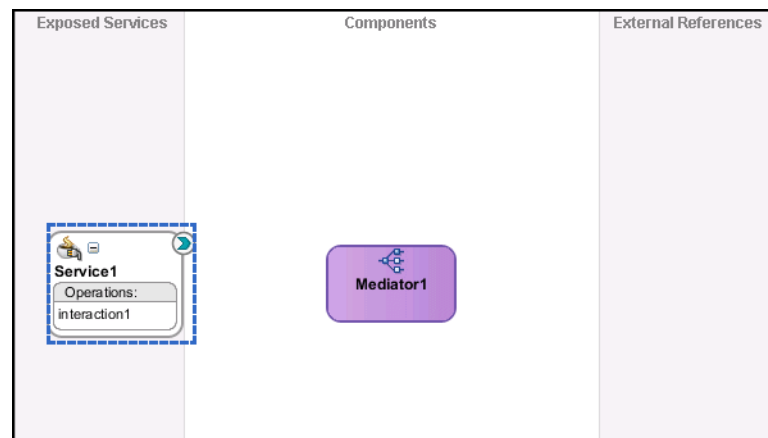 Exposed Services
Components
External References
Service1
Operations:
interaction1
Mediator1